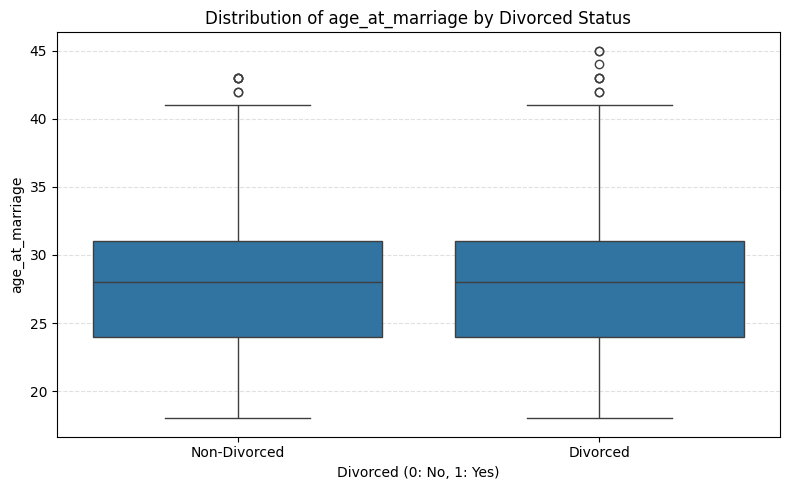 Distribution of age_at_marriage by Divorced Status
age_at_marriage
45
40
35
30
25
20
Non-Divorced
Divorced
Divorced (0: No, 1: Yes)